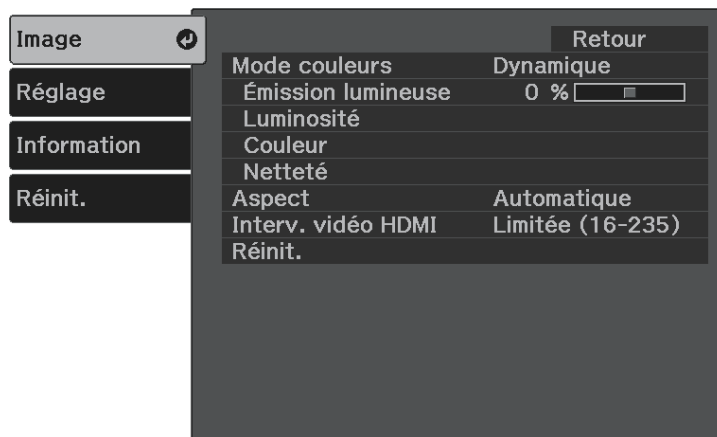 Image
Réglage
Information
Réinit.
Retour
Mode couleurs Dynamique
Émission lumineuse 0 %
Luminosité
Couleur
Netteté
Aspect Automatique
Interv. vidéo HDMI Limitée (16-235)
Réinit.